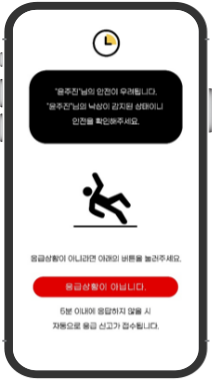 "윤주진"님의 안전이 우려됩니다.
"윤주진"님의 낙상이 감지된 상태이니
안전을 확인해주세요.
응급상황이 아니라면 아래의 버튼을 눌러주세요.
응급상황이 아닙니다.
5분 이내에 응답하지 않을 시
자동으로 응급 신고가 접수됩니다.